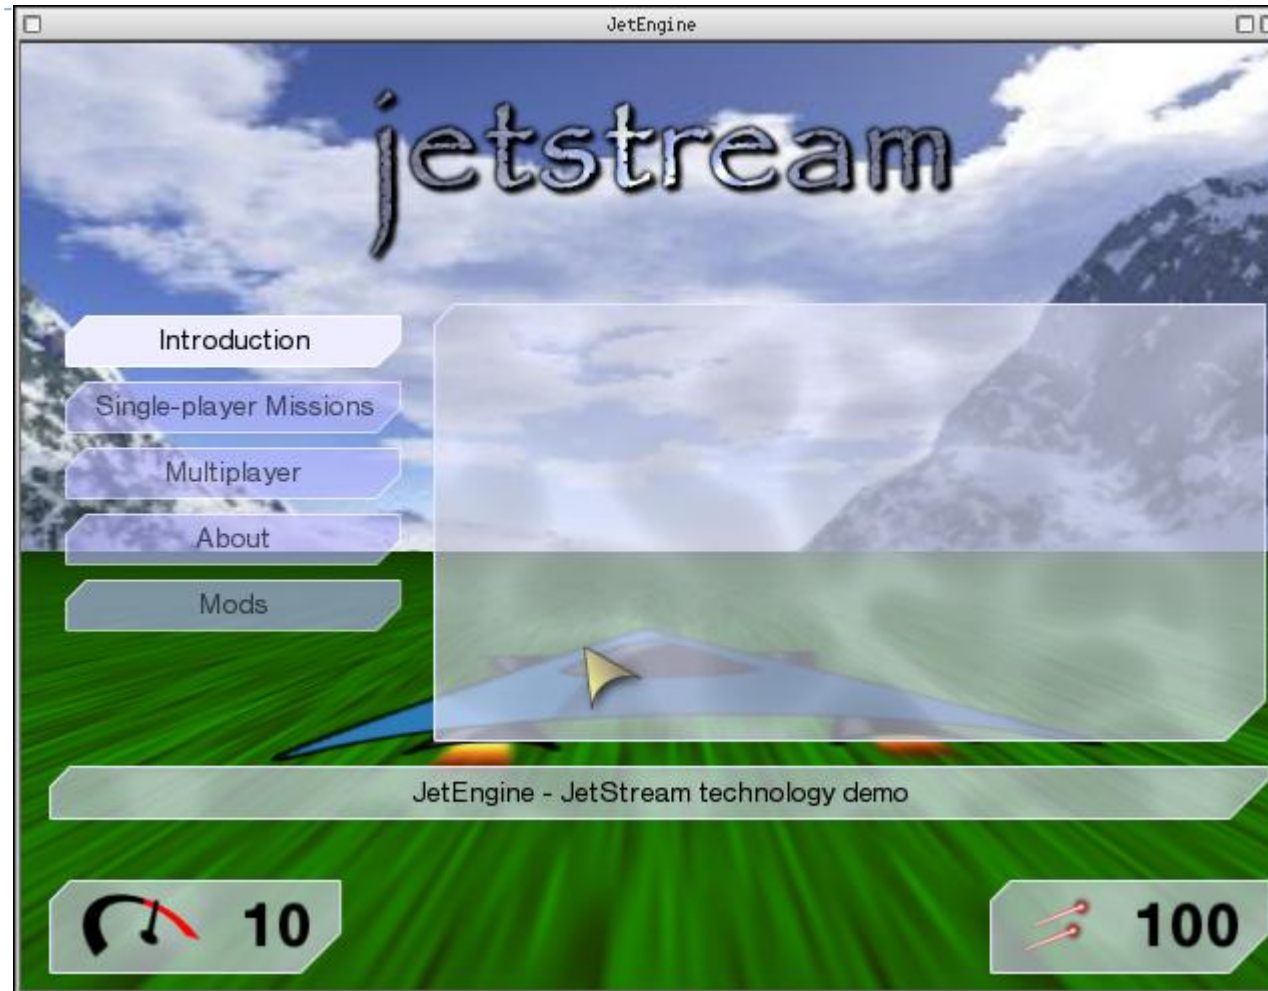 JetEngine
jetstream
Introduction
Single-player Missions
Multiplayer
About
Mods
JetEngine - JetStream technology demo
10
100